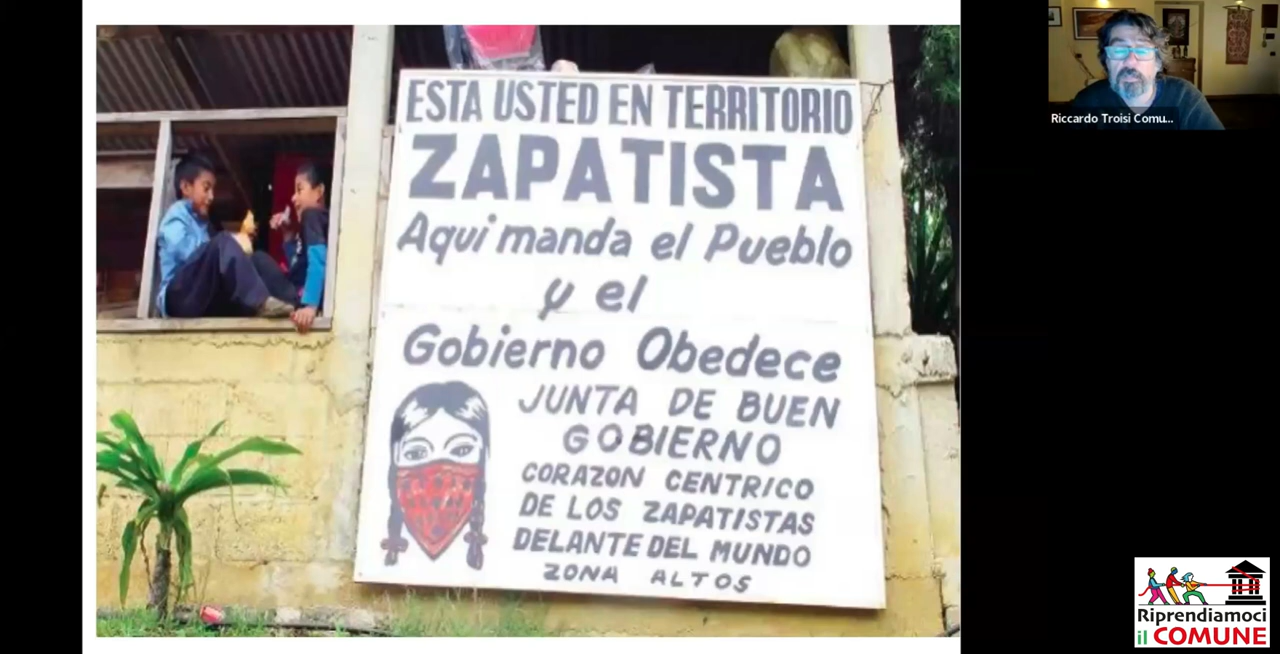 ESTA USTED EN TERRITORIO
ZAPATISTA
Aqui manda el Pueblo
y el
Gobierno Obedece
JUNTA DE BUEN
GOBIERNO
CORAZON CENTRICO
DE LOS ZAPATISTAS
DELANTE DEL MUNDO
ZONA ALTOS
Riccardo Troisi Comu...
Riprendiamoci
il COMUNE